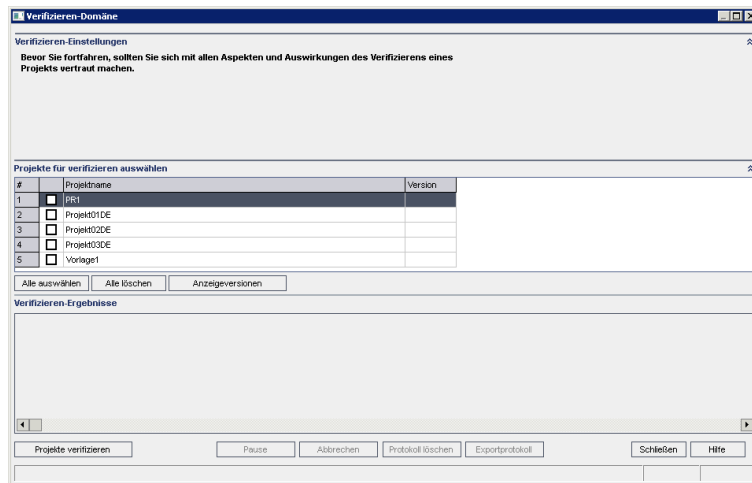 Verifizieren-Domäne
Verifizieren-Einstellungen
Bevor Sie fortfahren, sollten Sie sich mit allen Aspekten und Auswirkungen des Verifizierens eines
Projekts vertraut machen.
Projekte für verifizieren auswählen
# Projektname Version
1 PR1
2 Projekt01DE
3 Projekt02DE
4 Projekt03DE
5 Vorlage1
Alle auswählen Alle löschen Anzeigeversionen
Verifizieren-Ergebnisse
Projekte verifizieren Pause Abbrechen Protokoll löschen Exportprotokoll Schließen Hilfe